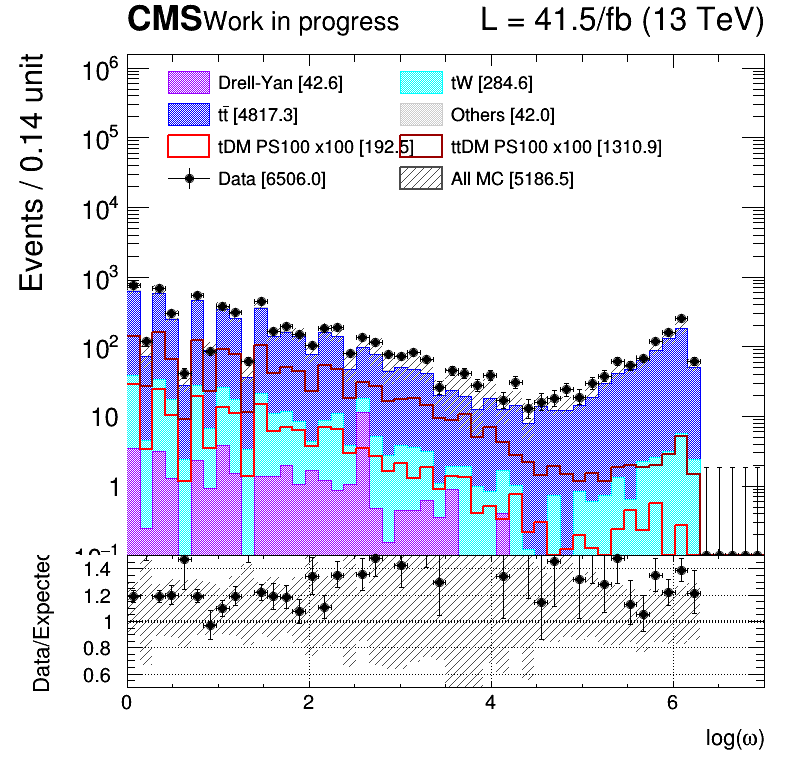 CMS Work in progress L = 41.5/fb (13 TeV)
Events / 0.14 unit
10⁶
10⁵
10⁴
10³
10²
10
1
10⁻¹
Drell-Yan [42.6]
tW [284.6]
tt̄ [4817.3]
Others [42.0]
tDM PS100 x100 [192.5]
ttDM PS100 x100 [1310.9]
Data [6506.0]
All MC [5186.5]
Data/Expected
1.4
1.2
1
0.8
0.6
0 2 4 6
log(ω)